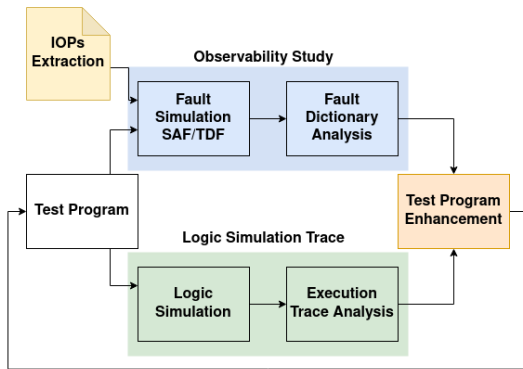 IOPs
Extraction
Observability Study
Fault
Simulation
SAF/TDF
Fault
Dictionary
Analysis
Test Program
Test Program
Enhancement
Logic Simulation Trace
Logic
Simulation
Execution
Trace Analysis